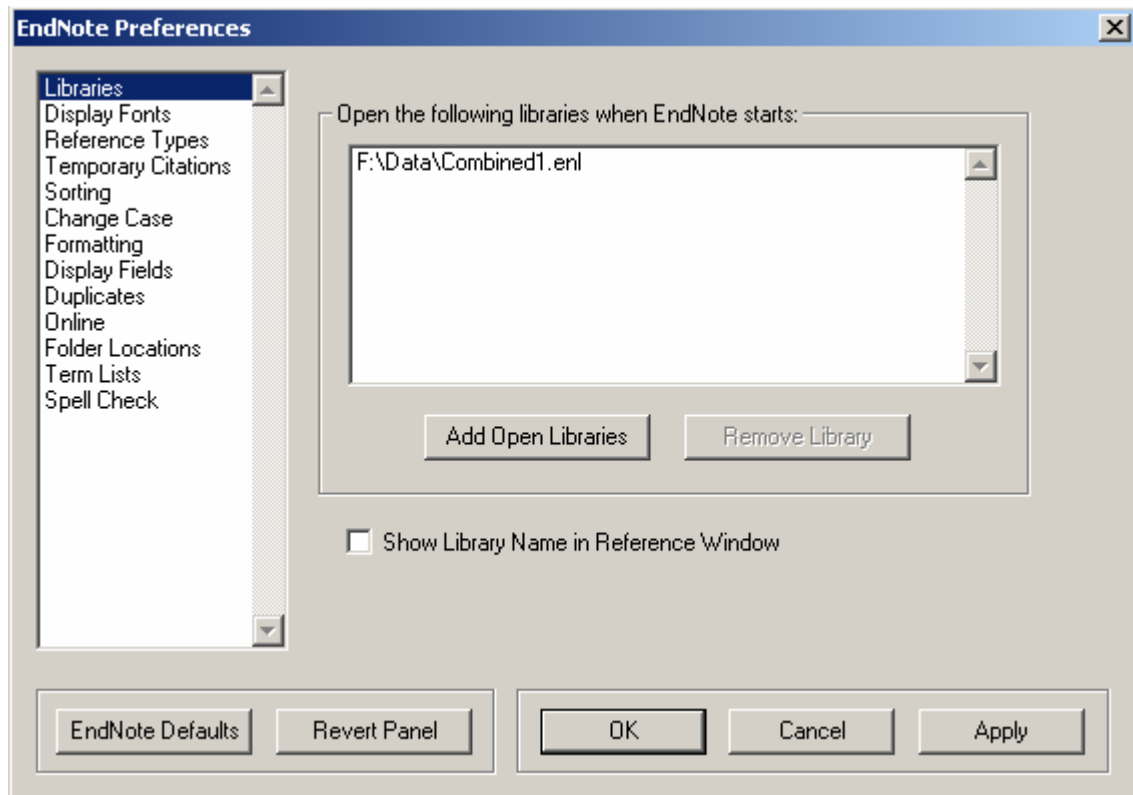 EndNote Preferences
Libraries
Display Fonts
Reference Types
Temporary Citations
Sorting
Change Case
Formatting
Display Fields
Duplicates
Online
Folder Locations
Term Lists
Spell Check
Open the following libraries when EndNote starts:
F:\Data\Combined1.enl
Add Open Libraries
Remove Library
Show Library Name in Reference Window
EndNote Defaults
Revert Panel
OK
Cancel
Apply